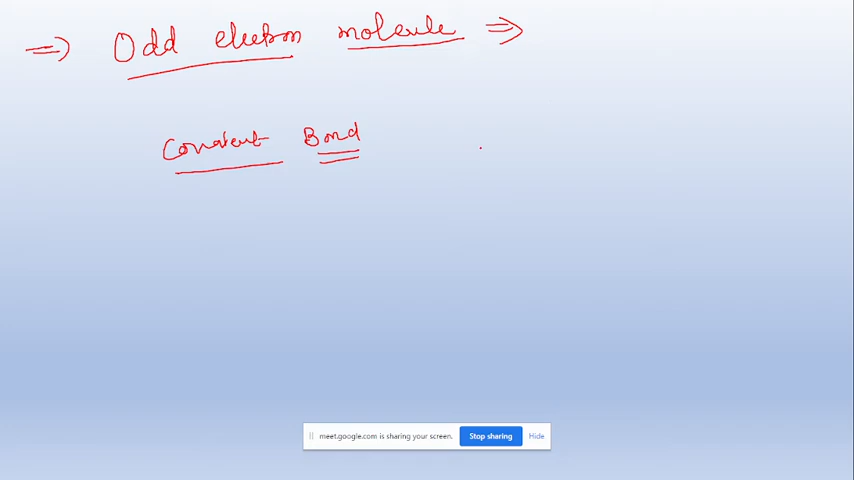 ⇒ Odd electron molecule ⇒
Covalent Bond
meet.google.com is sharing your screen. Stop sharing Hide